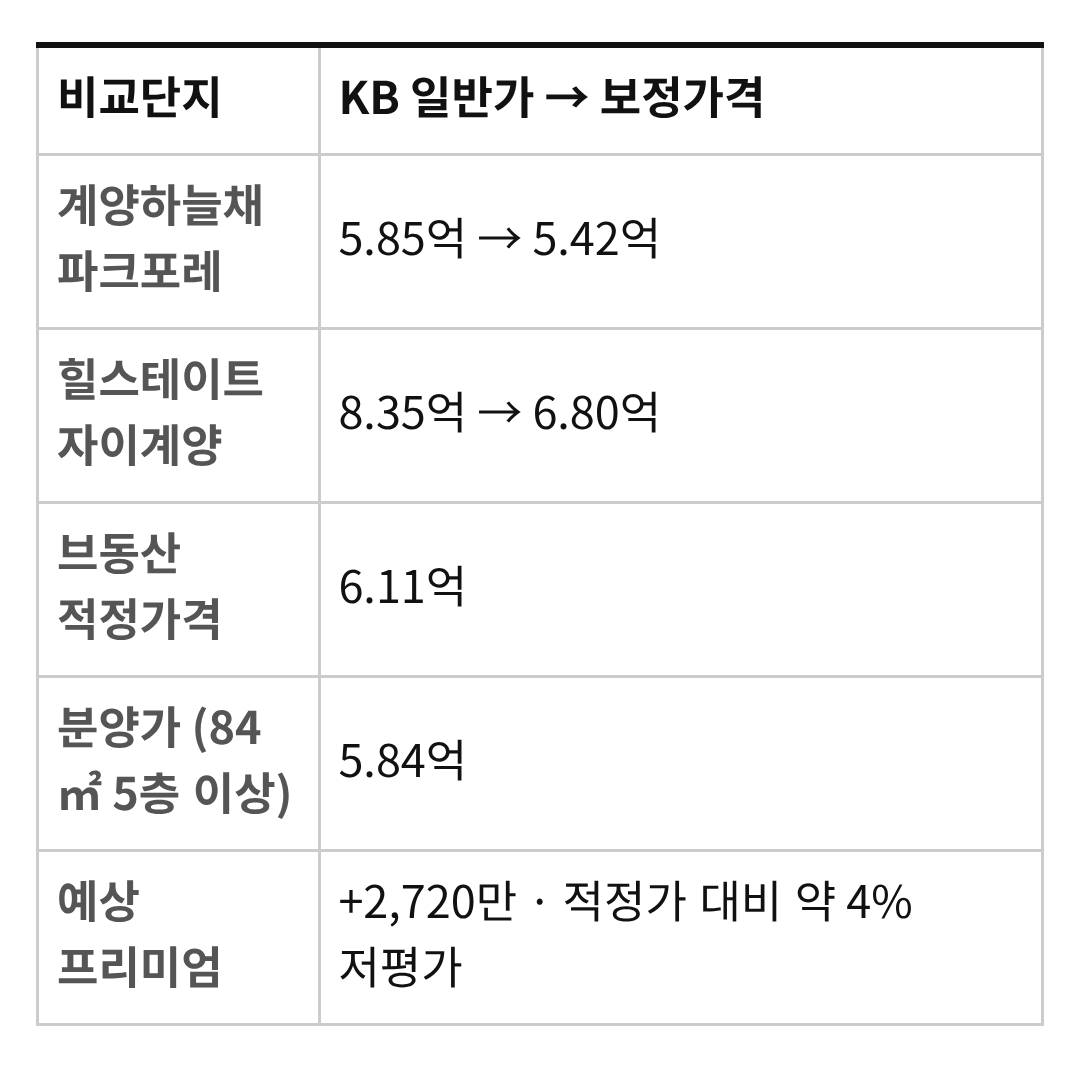 비교단지
KB 일반가 → 보정가격
계양하늘채
파크포레
5.85억 → 5.42억
힐스테이트
자이계양
8.35억 → 6.80억
브동산
적정가격
6.11억
분양가 (84
㎡ 5층 이상)
5.84억
예상
프리미엄
+2,720만 · 적정가 대비 약 4%
저평가